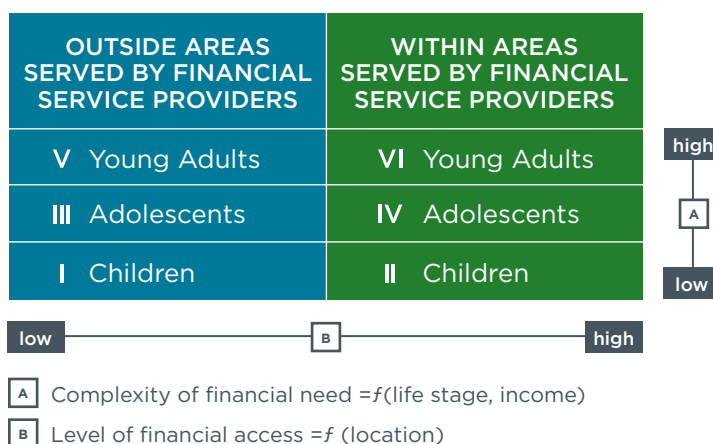 OUTSIDE AREAS
SERVED BY FINANCIAL
SERVICE PROVIDERS
WITHIN AREAS
SERVED BY FINANCIAL
SERVICE PROVIDERS
V Young Adults
VI Young Adults
III Adolescents
IV Adolescents
I Children
II Children
high
A
low
low
B
high
A Complexity of financial need =f(life stage, income)
B Level of financial access =f (location)